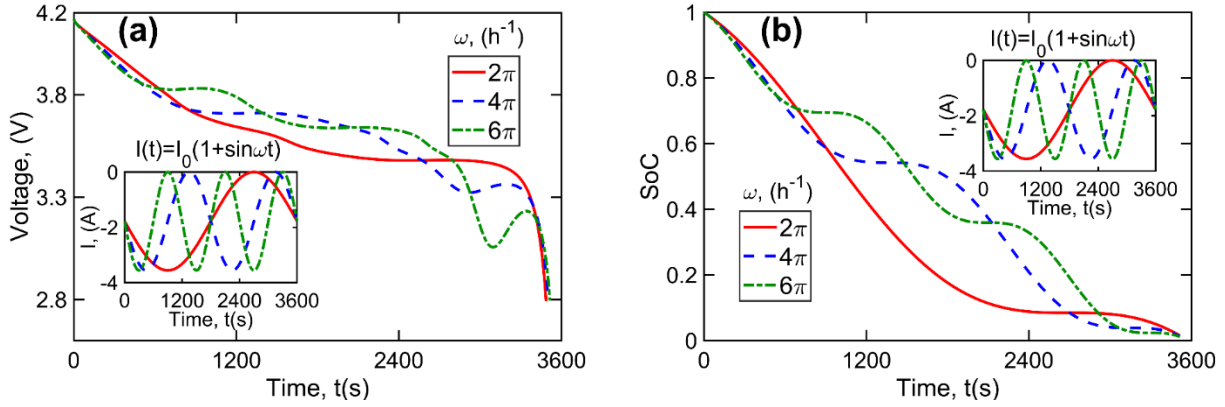 (a)
ω, (h⁻¹)
2π
4π
6π
4.2
3.8
3.3
2.8
Voltage, (V)
0
1200
2400
3600
Time, t(s)
I(t)=I₀(1+sinωt)
0
-2
-4
I, (A)
0
1200
2400
3600
Time, t(s)
(b)
I(t)=I₀(1+sinωt)
0
-2
-4
I, (A)
0
1200
2400
3600
Time, t(s)
ω, (h⁻¹)
2π
4π
6π
1
0.8
0.6
0.4
0.2
0
SoC
0
1200
2400
3600
Time, t(s)